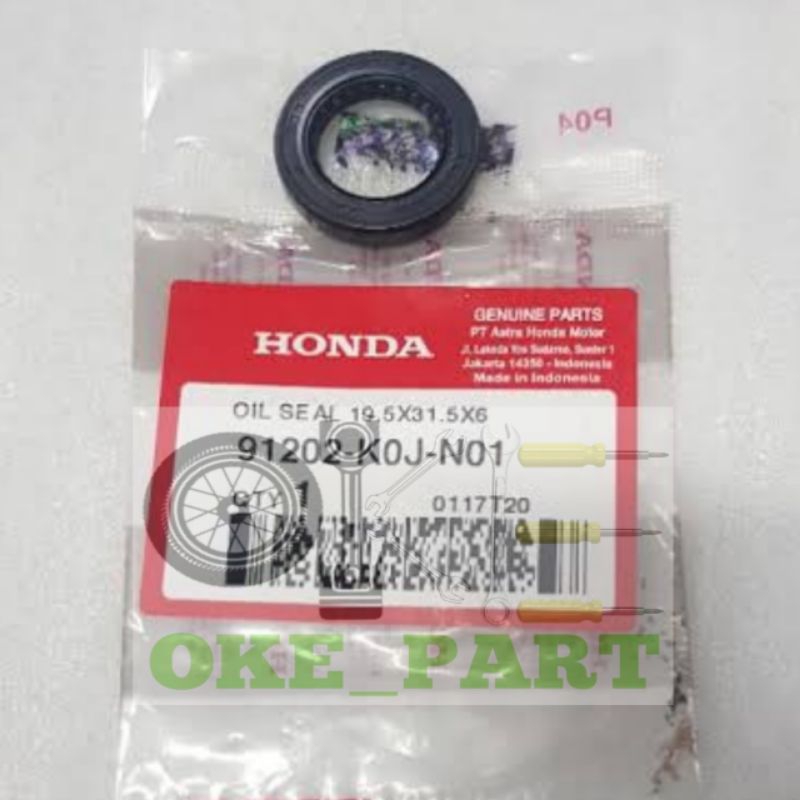 P04
GENUINE PARTS
HONDA
PT Astra Honda Motor
Jakarta 14350 - Indonesia
Made in Indonesia
OIL SEAL 19.5X31.5X6
91202-K0J-N01
QTY 1
0117T20
OKE_PART